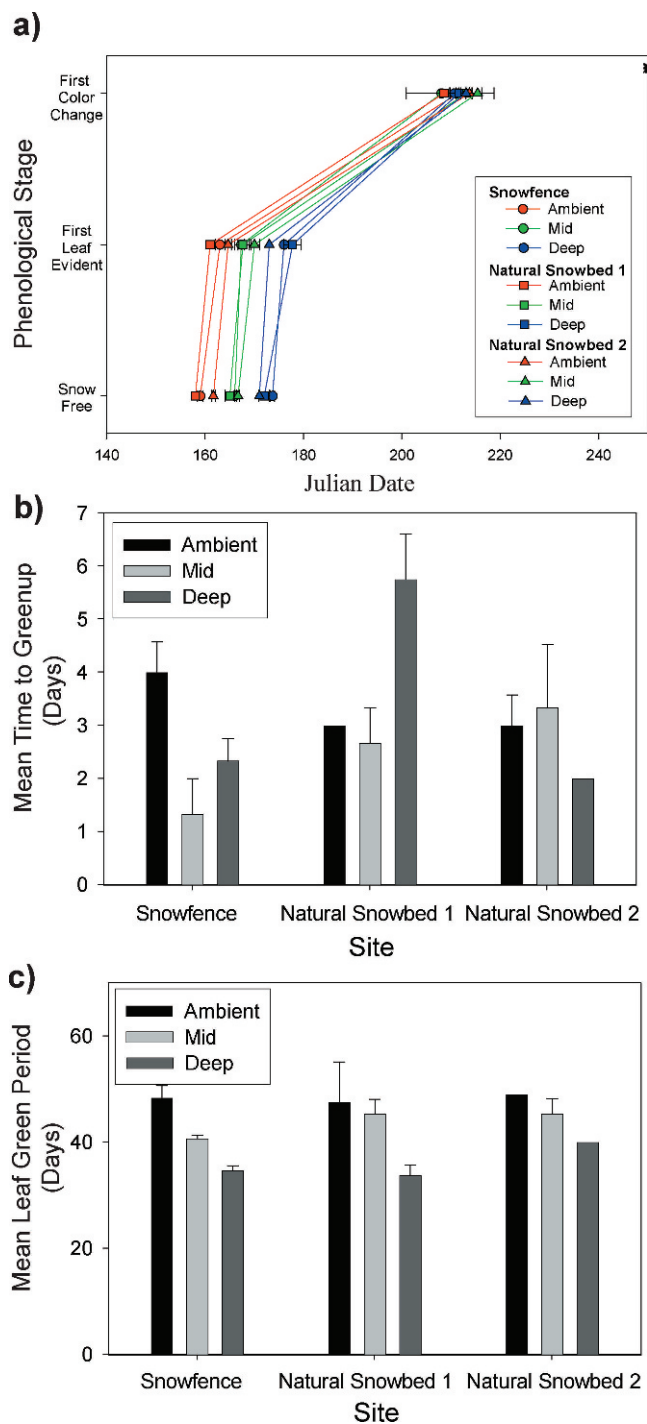 a)
Phenological Stage
First
Color
Change
First
Leaf
Evident
Snow
Free
Snowfence
Ambient
Mid
Deep
Natural Snowbed 1
Ambient
Mid
Deep
Natural Snowbed 2
Ambient
Mid
Deep
140 160 180 200 220 240
Julian Date
b)
Mean Time to Greenup
(Days)
7
6
5
4
3
2
1
0
Ambient
Mid
Deep
Snowfence Natural Snowbed 1 Natural Snowbed 2
Site
c)
Mean Leaf Green Period
(Days)
60
40
20
0
Ambient
Mid
Deep
Snowfence Natural Snowbed 1 Natural Snowbed 2
Site